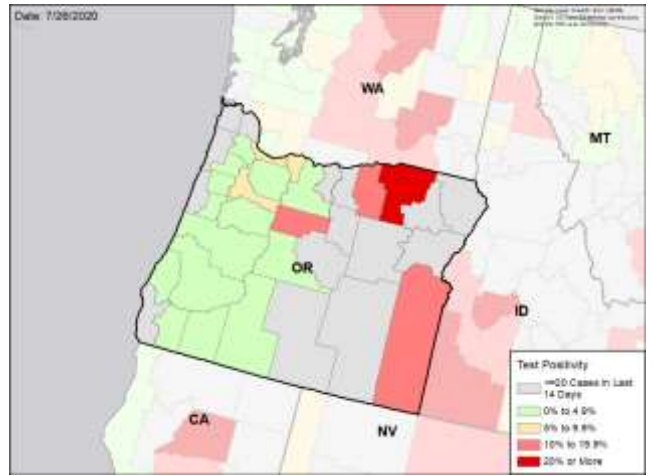 Date: 7/26/2020
WA
MT
OR
ID
CA
NV
Test Positivity
<=20 Cases in Last
14 Days
0% to 4.9%
5% to 9.9%
10% to 19.9%
20% or More